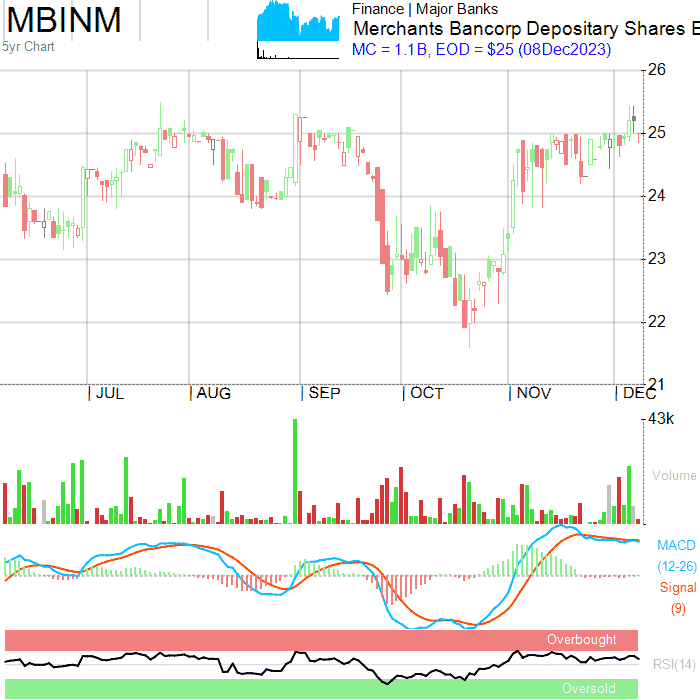 MBINM
5yr Chart
Finance | Major Banks
Merchants Bancorp Depositary Shares E
MC = 1.1B, EOD = $25 (08Dec2023)
26
25
24
23
22
21
JUL AUG SEP OCT NOV DEC
43k
Volume
MACD
(12-26)
Signal
(9)
Overbought
RSI(14)
Oversold